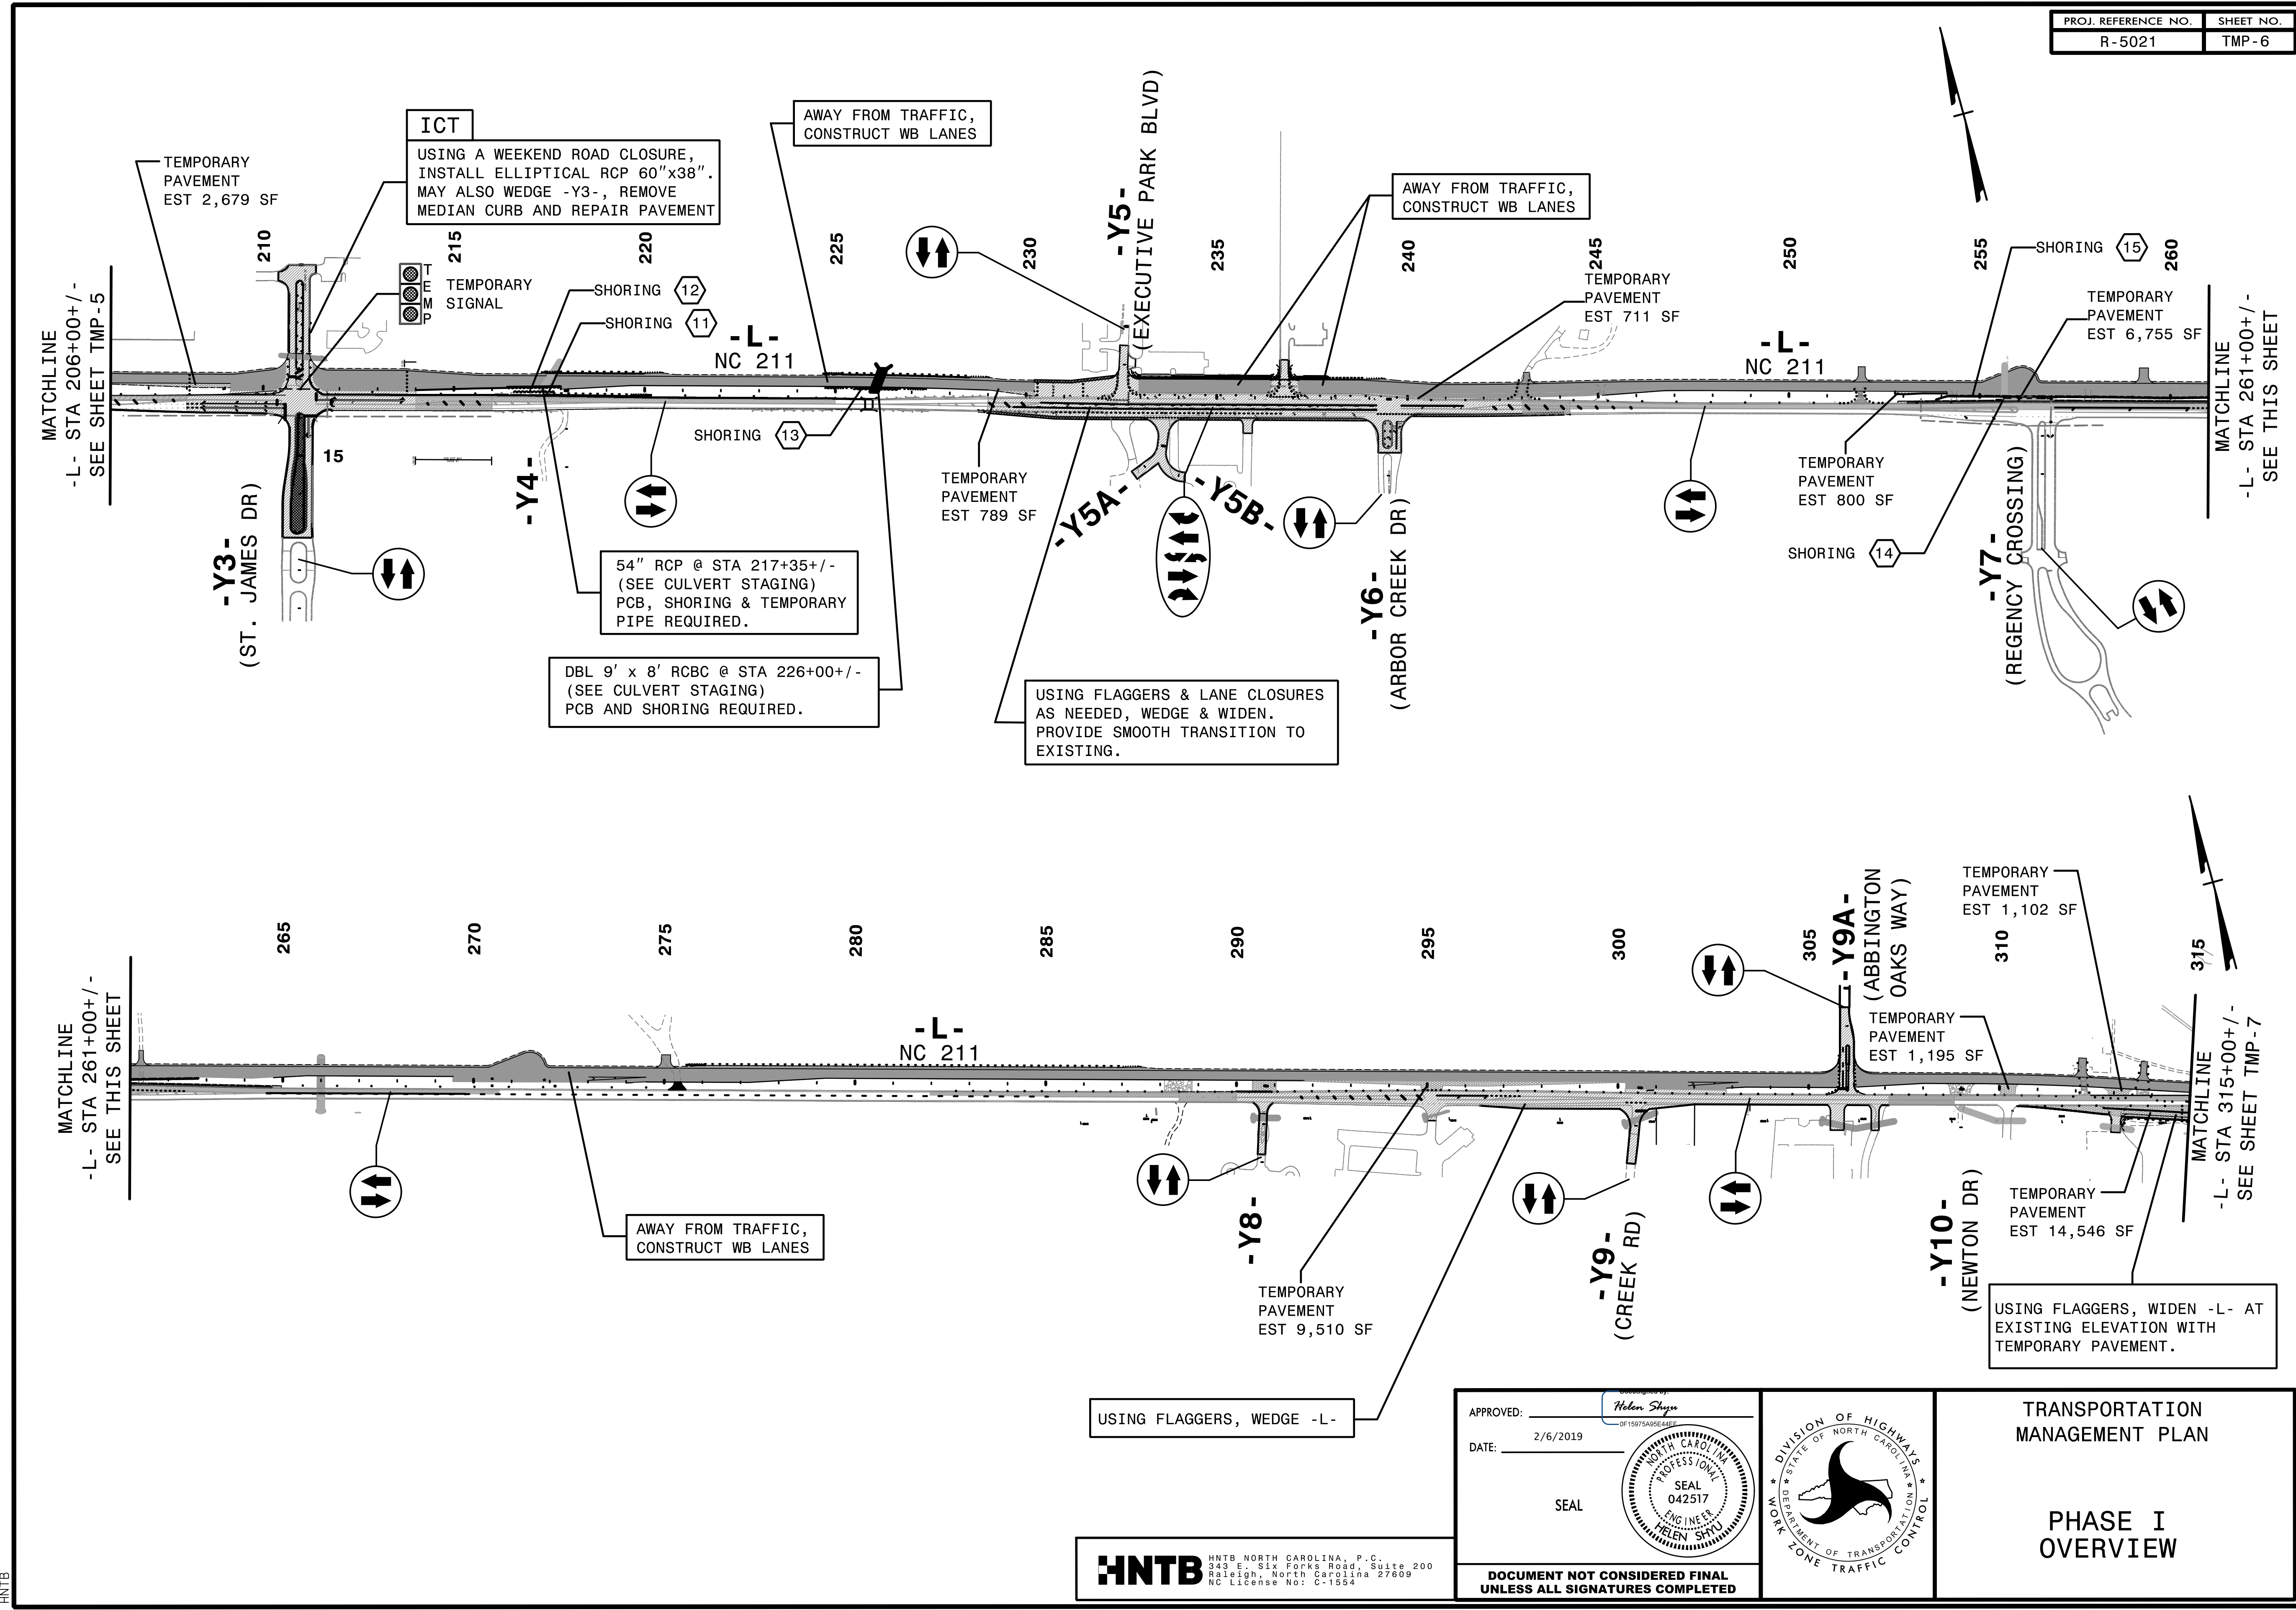 PROJ. REFERENCE NO.
SHEET NO.
R-5021
TMP-6
ICT
USING A WEEKEND ROAD CLOSURE,
INSTALL ELLIPTICAL RCP 60"x38".
MAY ALSO WEDGE -Y3-, REMOVE
MEDIAN CURB AND REPAIR PAVEMENT
AWAY FROM TRAFFIC,
CONSTRUCT WB LANES
AWAY FROM TRAFFIC,
CONSTRUCT WB LANES
TEMPORARY
PAVEMENT
EST 2,679 SF
210
215
220
225
230
235
240
245
250
255
260
-Y5-
(EXECUTIVE PARK BLVD)
TEMP
TEMPORARY
SIGNAL
SHORING 12
SHORING 11
SHORING 15
TEMPORARY
PAVEMENT
EST 711 SF
TEMPORARY
PAVEMENT
EST 6,755 SF
MATCHLINE
-L- STA 206+00+/-
SEE SHEET TMP-5
-L-
NC 211
-L-
NC 211
MATCHLINE
-L- STA 261+00+/-
SEE THIS SHEET
15
SHORING 13
-Y4-
TEMPORARY
PAVEMENT
EST 789 SF
-Y5A-
-Y5B-
TEMPORARY
PAVEMENT
EST 800 SF
SHORING 14
-Y3-
(ST. JAMES DR)
-Y6-
(ARBOR CREEK DR)
-Y7-
(REGENCY CROSSING)
54" RCP @ STA 217+35+/-
(SEE CULVERT STAGING)
PCB, SHORING & TEMPORARY
PIPE REQUIRED.
DBL 9' x 8' RCBC @ STA 226+00+/-
(SEE CULVERT STAGING)
PCB AND SHORING REQUIRED.
USING FLAGGERS & LANE CLOSURES
AS NEEDED, WEDGE & WIDEN.
PROVIDE SMOOTH TRANSITION TO
EXISTING.
265
270
275
280
285
290
295
300
305
310
315
-Y9A-
(ABBINGTON
OAKS WAY)
TEMPORARY
PAVEMENT
EST 1,102 SF
TEMPORARY
PAVEMENT
EST 1,195 SF
MATCHLINE
-L- STA 261+00+/-
SEE THIS SHEET
-L-
NC 211
MATCHLINE
-L- STA 315+00+/-
SEE SHEET TMP-7
AWAY FROM TRAFFIC,
CONSTRUCT WB LANES
-Y8-
-Y9-
(CREEK RD)
-Y10-
(NEWTON DR)
TEMPORARY
PAVEMENT
EST 14,546 SF
TEMPORARY
PAVEMENT
EST 9,510 SF
USING FLAGGERS, WIDEN -L- AT
EXISTING ELEVATION WITH
TEMPORARY PAVEMENT.
USING FLAGGERS, WEDGE -L-
HNTB
HNTB
HNTB NORTH CAROLINA, P.C.
343 E. Six Forks Road, Suite 200
Raleigh, North Carolina 27609
NC License No: C-1554
APPROVED:
Helen Shyu
0F15975A95E44EF
DATE: 2/6/2019
SEAL
NORTH CAROLINA
PROFESSIONAL
SEAL
042517
ENGINEER
HELEN SHYU
DOCUMENT NOT CONSIDERED FINAL
UNLESS ALL SIGNATURES COMPLETED
DIVISION OF HIGHWAYS
STATE OF NORTH CAROLINA
DEPARTMENT OF TRANSPORTATION
WORK ZONE TRAFFIC CONTROL
TRANSPORTATION
MANAGEMENT PLAN
PHASE I
OVERVIEW